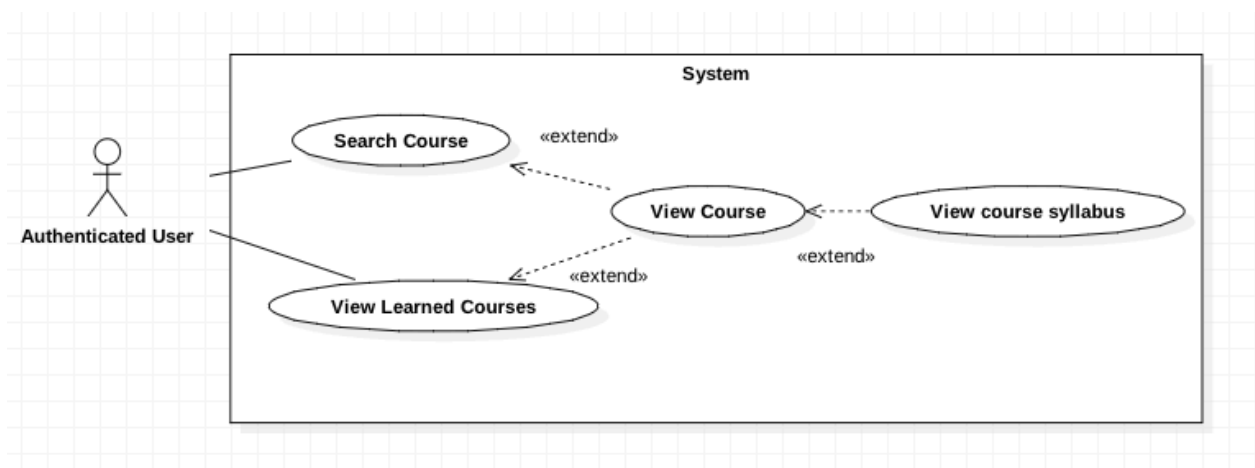 System
Search Course
«extend»
View Course
View course syllabus
Authenticated User
«extend»
«extend»
View Learned Courses